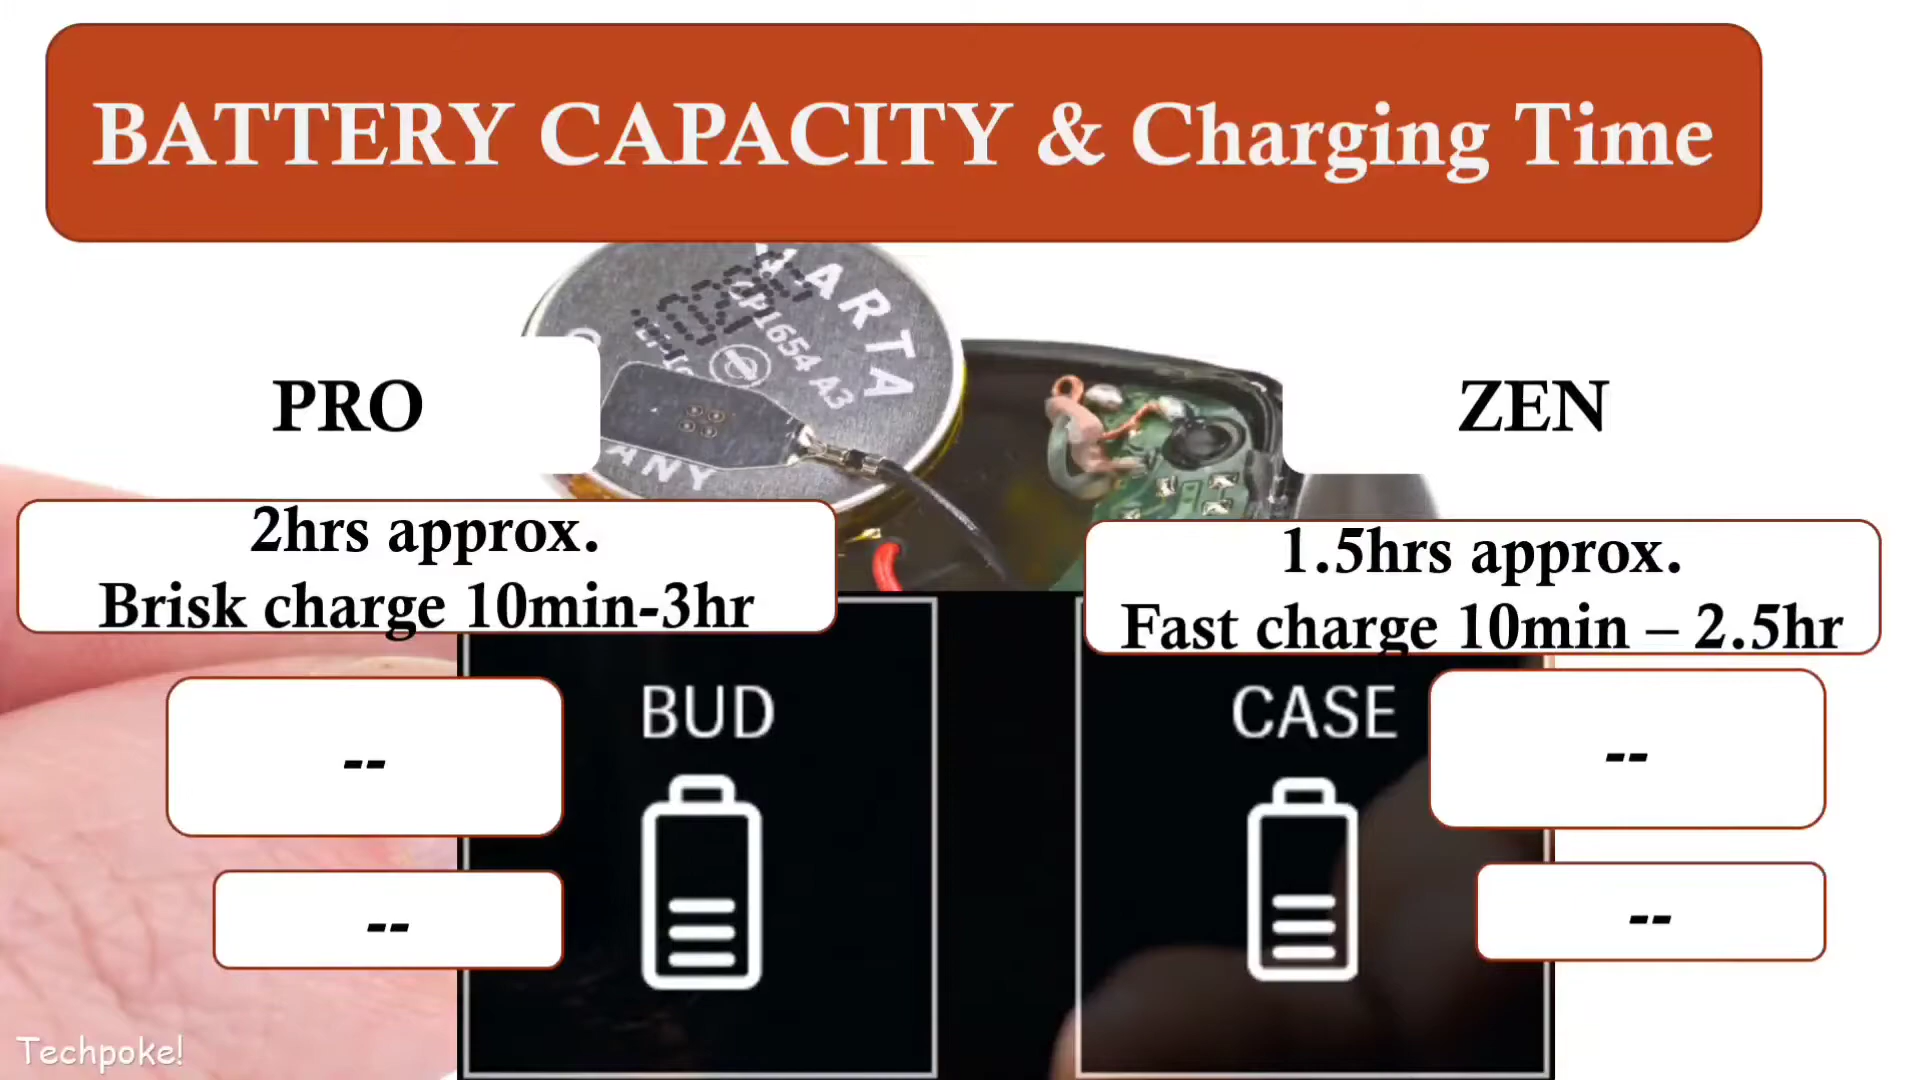 BATTERY CAPACITY & Charging Time
VARTA
CP1654 A3
ANY
PRO
ZEN
2hrs approx.
Brisk charge 10min-3hr
1.5hrs approx.
Fast charge 10min – 2.5hr
BUD
CASE
--
--
--
--
Techpoke!